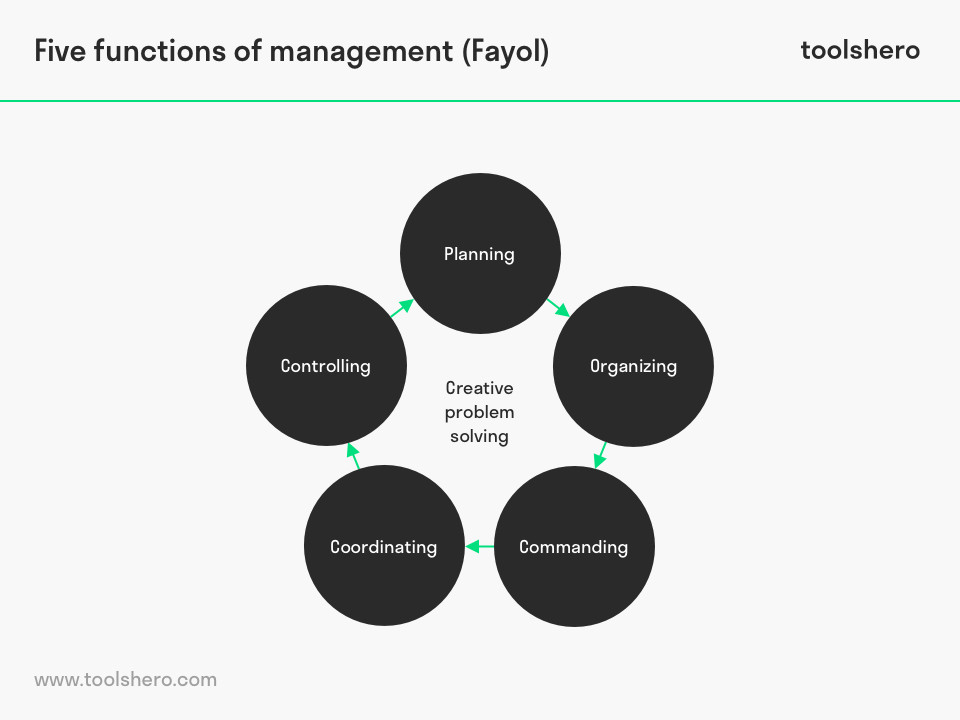 Five functions of management (Fayol)
toolshero
Planning
Controlling
Organizing
Creative
problem
solving
Coordinating
Commanding
www.toolshero.com